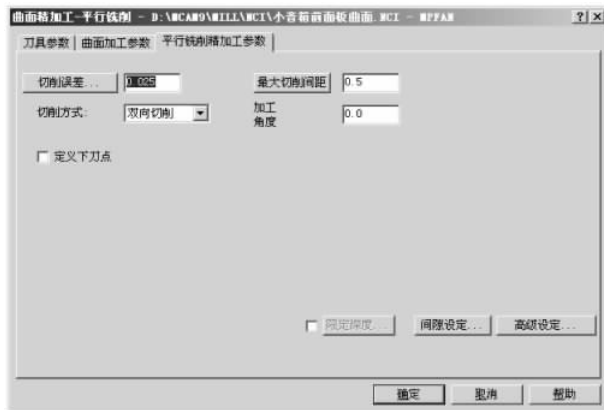 曲面精加工-平行铣削 - D:\MCAM9\MILL\NCI\小音箱前面板曲面.NCI - MPFAN
刀具参数 曲面加工参数 平行铣削精加工参数
切削误差... 0.025 最大切削间距 0.5
切削方式: 双向切削 加工角度 0.0
定义下刀点
限定深度... 间隙设定... 高级设定...
确定 取消 帮助